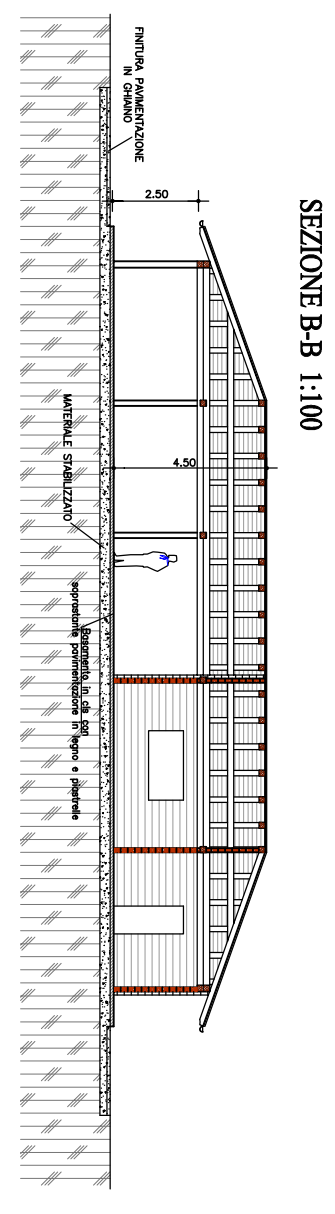 SEZIONE B-B 1:100
FINITURA PAVIMENTAZIONE
IN GHIAINO
2.50
4.50
MATERIALE STABILIZZATO
Basamento in cls con
soprastante pavimentazione in legno e piastrelle